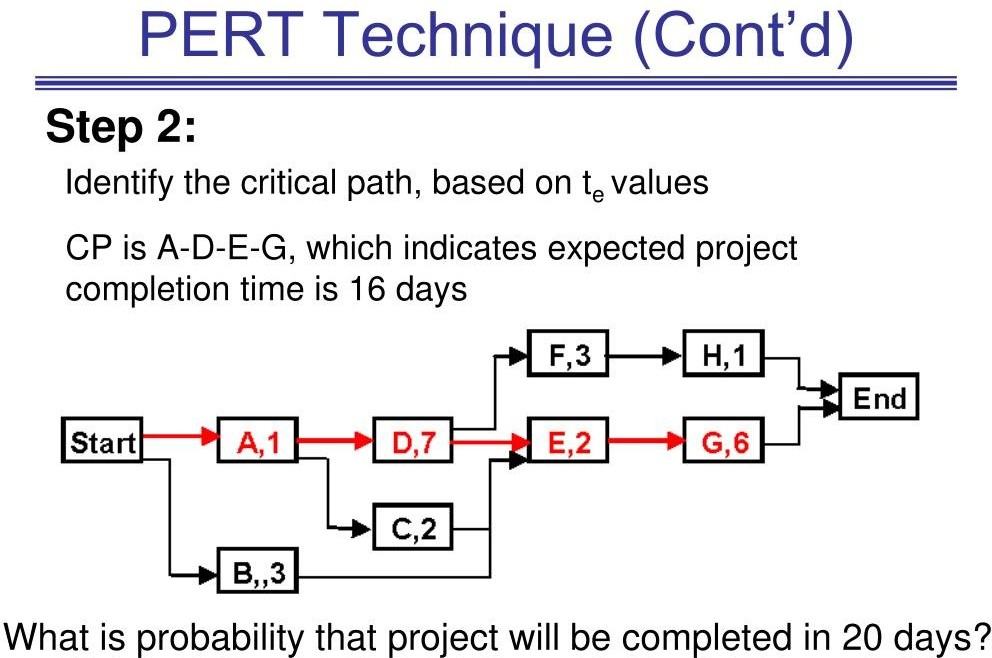 PERT Technique (Cont’d)
Step 2:
Identify the critical path, based on te values
CP is A-D-E-G, which indicates expected project
completion time is 16 days
F,3
H,1
End
Start
A,1
D,7
E,2
G,6
C,2
B,,3
What is probability that project will be completed in 20 days?